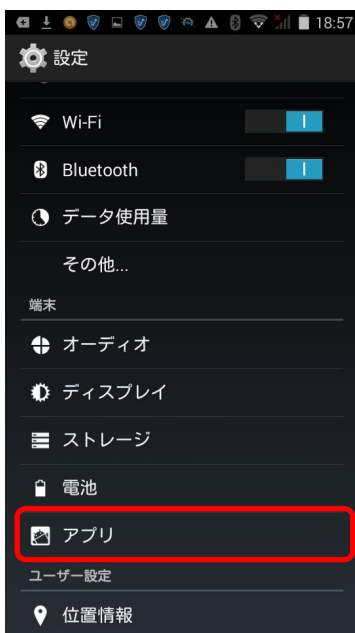 18:57
設定
Wi-Fi
Bluetooth
データ使用量
その他...
端末
オーディオ
ディスプレイ
ストレージ
電池
アプリ
ユーザー設定
位置情報